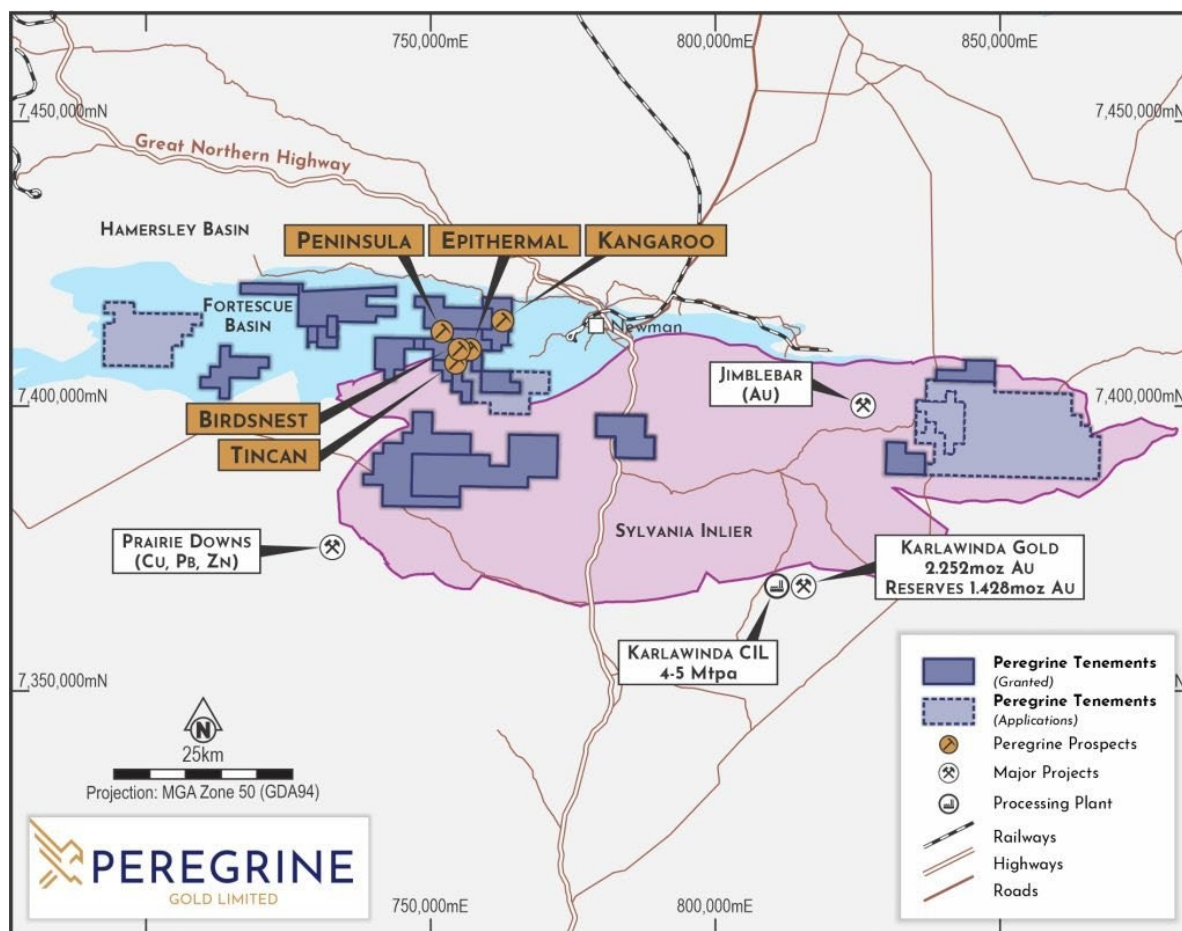 750,000mE
800,000mE
850,000mE
7,450,000mN
7,450,000mN
Great Northern Highway
HAMERSLEY BASIN
PENINSULA
EPITHERMAL
KANGAROO
FORTESCUE
BASIN
Newman
JIMBLEBAR
(AU)
7,400,000mN
7,400,000mN
BIRDSNEST
TINCAN
SYLVANIA INLIER
PRAIRIE DOWNS
(CU, PB, ZN)
KARLAWINDA GOLD
2.252MOZ AU
RESERVES 1.428MOZ AU
KARLAWINDA CIL
4-5 Mtpa
7,350,000mN
N
25km
Projection: MGA Zone 50 (GDA94)
PEREGRINE
GOLD LIMITED
Peregrine Tenements
(Granted)
Peregrine Tenements
(Applications)
Peregrine Prospects
Major Projects
Processing Plant
Railways
Highways
Roads
750,000mE
800,000mE